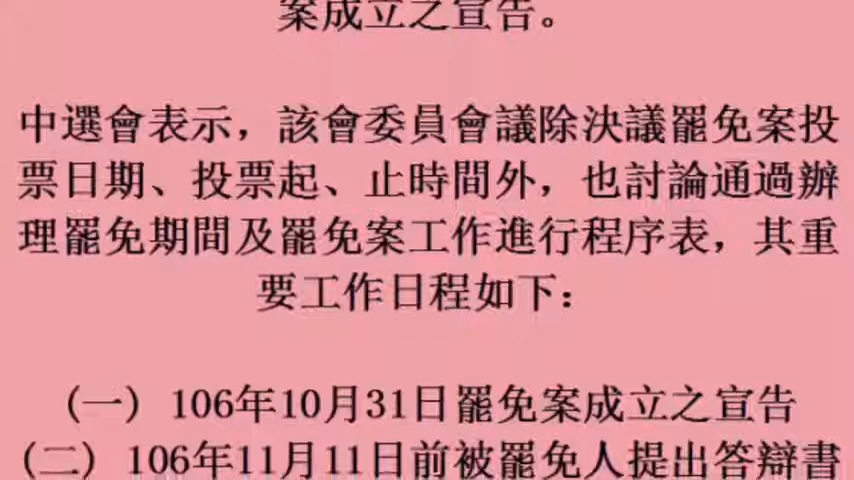 案成立之宣告。
中選會表示，該會委員會議除決議罷免案投
票日期、投票起、止時間外，也討論通過辦
理罷免期間及罷免案工作進行程序表，其重
要工作日程如下：
(一) 106年10月31日罷免案成立之宣告
(二) 106年11月11日前被罷免人提出答辯書